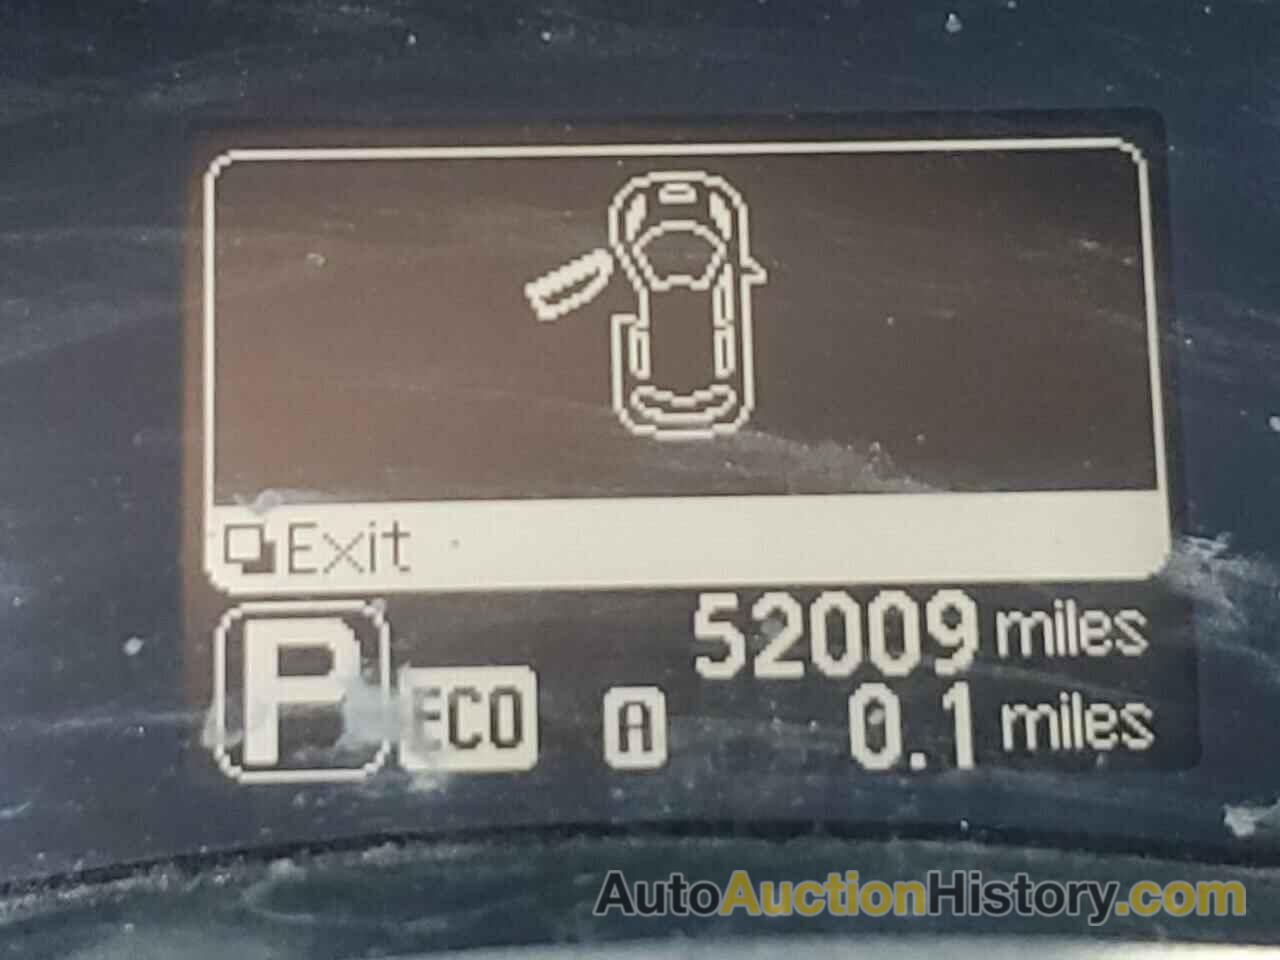 Exit
52009 miles
P ECO A 0.1 miles
AutoAuctionHistory.com